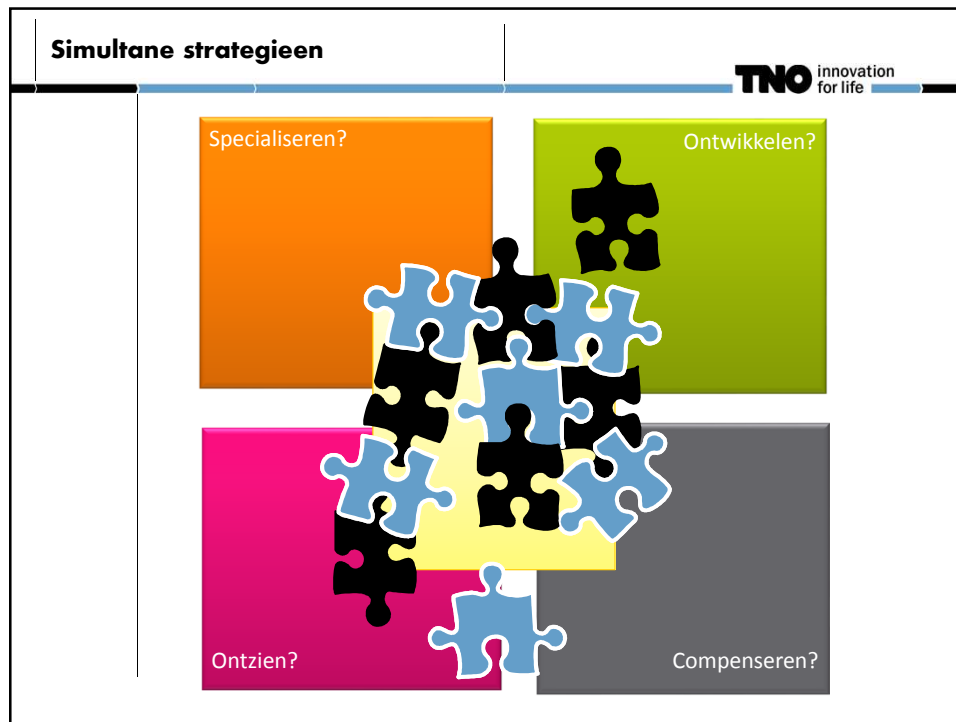 Simultane strategieen
TNO innovation
for life
Specialiseren?
Ontwikkelen?
Ontzien?
Compenseren?